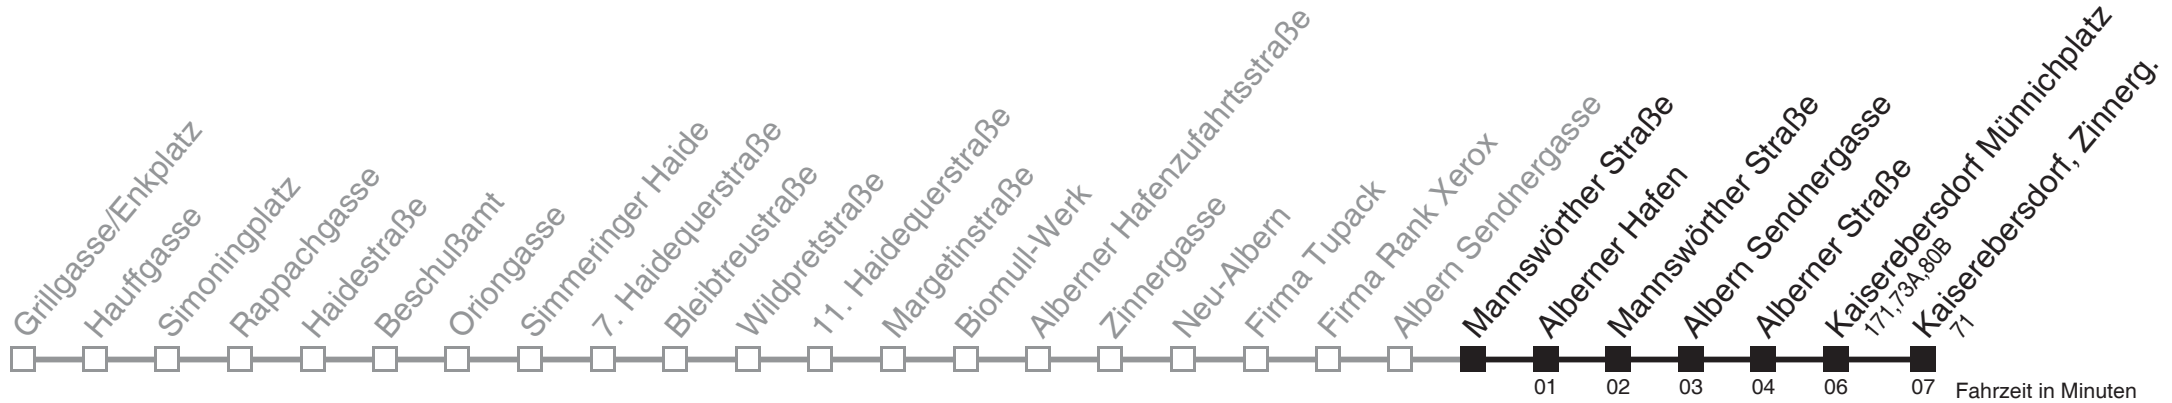 Grillgasse/Enkplatz
Hauffgasse
Simoningplatz
Rappachgasse
Haidestraße
Beschußamt
Oriongasse
Simmeringer Haide
7. Haidequerstraße
Bleibtreustraße
Wildpretstraße
11. Haidequerstraße
Margetinstraße
Biomull-Werk
Alberner Hafenzufahrtsstraße
Zinnergasse
Neu-Albern
Firma Tupack
Firma Rank Xerox
Albern Sendnergasse
Mannswörther Straße
Alberner Hafen
Mannswörther Straße
Albern Sendnergasse
Alberner Straße
Kaiserebersdorf Münnichplatz
171,73A,80B
Kaiserebersdorf, Zinnerg.
71
01 02 03 04 06 07 Fahrzeit in Minuten